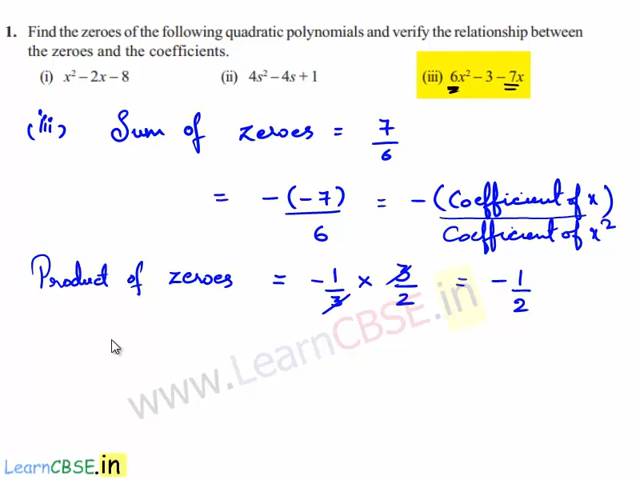 1. Find the zeroes of the following quadratic polynomials and verify the relationship between
the zeroes and the coefficients.
(i) x² – 2x – 8 (ii) 4s² – 4s + 1 (iii) 6x² – 3 – 7x
(iii) Sum of zeroes = 7/6
= -(-7)/6 = -(Coefficient of x)/Coefficient of x²
Product of zeroes = -1/3 × 3/2 = -1/2
www.LearnCBSE.in
LearnCBSE.in